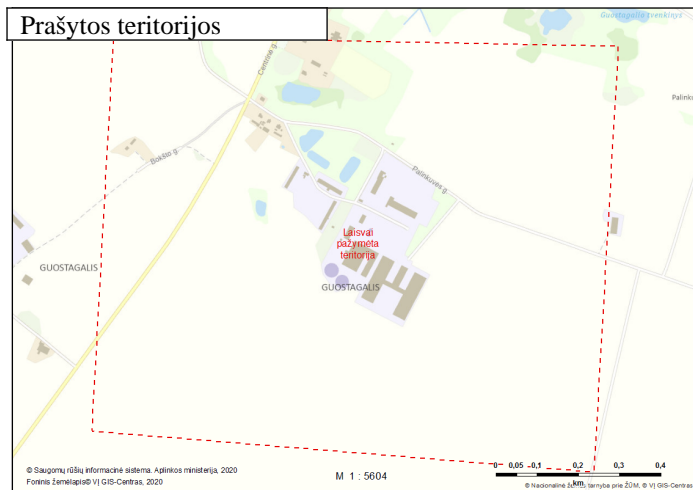 Prašytos teritorijos
Guostagalio tvenkinys
Centrinė g.
Palinku
Bokšto g.
Palinkuvės g.
Laisvai
pažymėta
teritorija
GUOSTAGALIS
GUOSTAGALIS
© Saugomų rūšių informacinė sistema. Aplinkos ministerija, 2020
Foninis žemėlapis© VĮ GIS-Centras, 2020
M 1 : 5604
0 0,05 0,1 0,2 0,3 0,4
km
© Nacionalinė tarnyba prie ŽŪM, © VĮ GIS-Centras